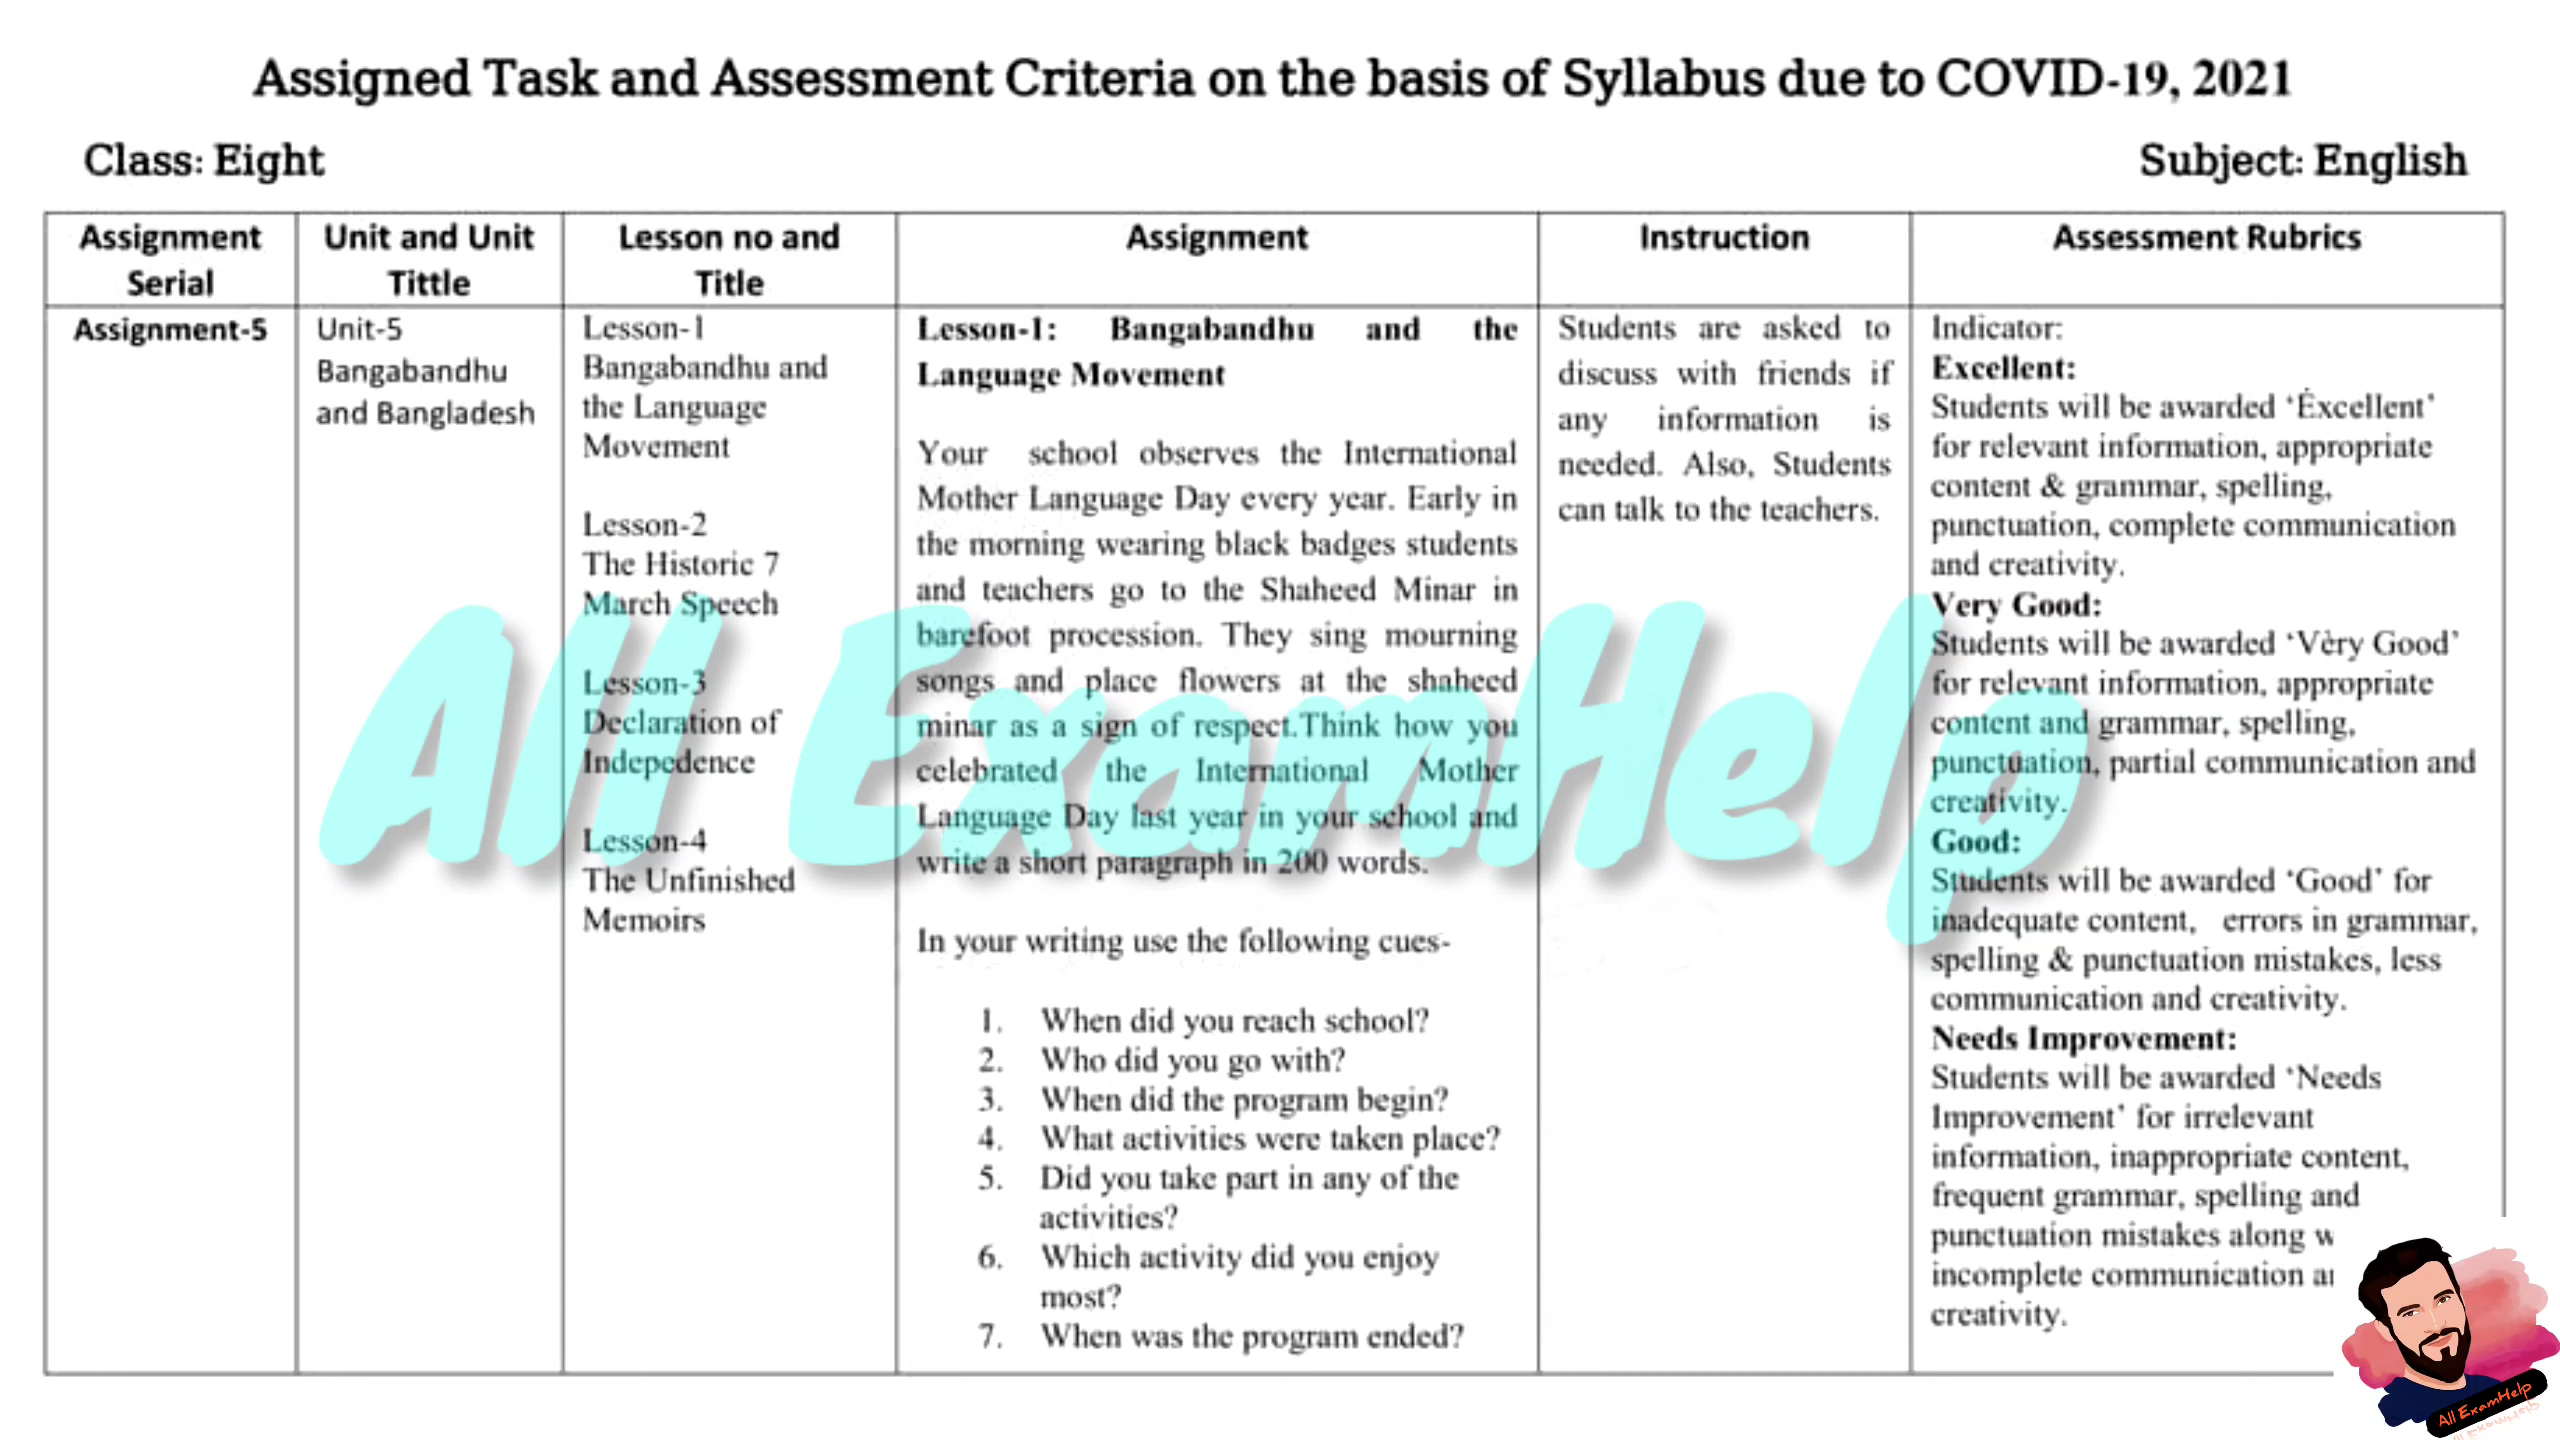 Assigned Task and Assessment Criteria on the basis of Syllabus due to COVID-19, 2021
Class: Eight
Subject: English
Assignment
Serial
Unit and Unit
Tittle
Lesson no and
Title
Assignment
Instruction
Assessment Rubrics
Assignment-5
Unit-5
Bangabandhu
and Bangladesh
Lesson-1
Bangabandhu and
the Language
Movement
Lesson-2
The Historic 7
March Speech
Lesson-3
Declaration of
Indepedence
Lesson-4
The Unfinished
Memoirs
Lesson-1: Bangabandhu and the
Language Movement
Your school observes the International
Mother Language Day every year. Early in
the morning wearing black badges students
and teachers go to the Shaheed Minar in
barefoot procession. They sing mourning
songs and place flowers at the shaheed
minar as a sign of respect.Think how you
celebrated the International Mother
Language Day last year in your school and
write a short paragraph in 200 words.
In your writing use the following cues-
1. When did you reach school?
2. Who did you go with?
3. When did the program begin?
4. What activities were taken place?
5. Did you take part in any of the
activities?
6. Which activity did you enjoy
most?
7. When was the program ended?
Students are asked to
discuss with friends if
any information is
needed. Also, Students
can talk to the teachers.
Indicator:
Excellent:
Students will be awarded ‘Excellent’
for relevant information, appropriate
content & grammar, spelling,
punctuation, complete communication
and creativity.
Very Good:
Students will be awarded ‘Vèry Good’
for relevant information, appropriate
content and grammar, spelling,
punctuation, partial communication and
creativity.
Good:
Students will be awarded ‘Good’ for
inadequate content, errors in grammar,
spelling & punctuation mistakes, less
communication and creativity.
Needs Improvement:
Students will be awarded ‘Needs
Improvement’ for irrelevant
information, inappropriate content,
frequent grammar, spelling and
punctuation mistakes along w
incomplete communication a
creativity.
All ExamHelp
All ExamHelp